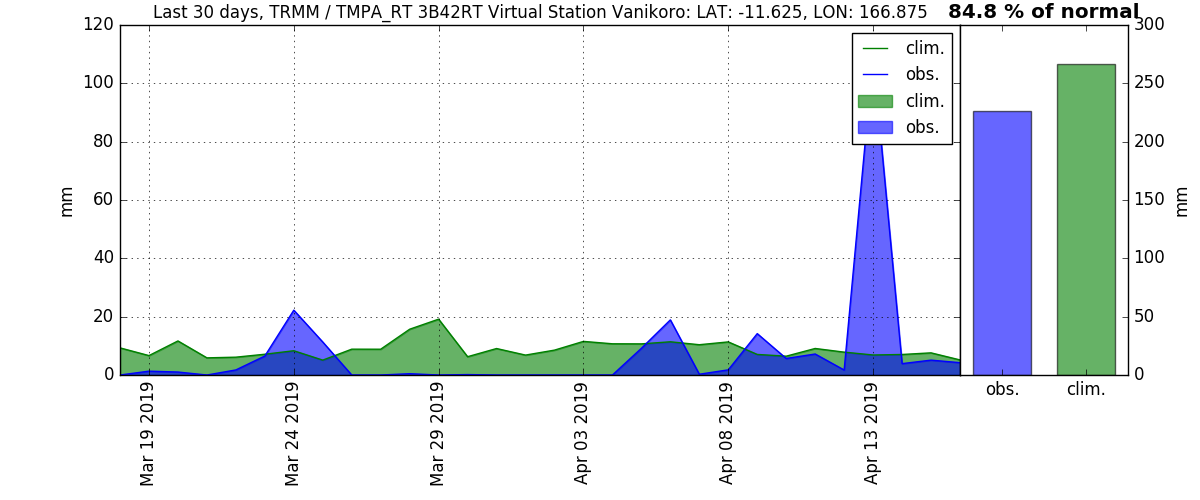 Last 30 days, TRMM / TMPA_RT 3B42RT Virtual Station Vanikoro: LAT: -11.625, LON: 166.875 84.8 % of normal
120
100
80
60
40
20
0
mm
clim.
obs.
clim.
obs.
Mar 19 2019
Mar 24 2019
Mar 29 2019
Apr 03 2019
Apr 08 2019
Apr 13 2019
300
250
200
150
100
50
0
mm
obs. clim.